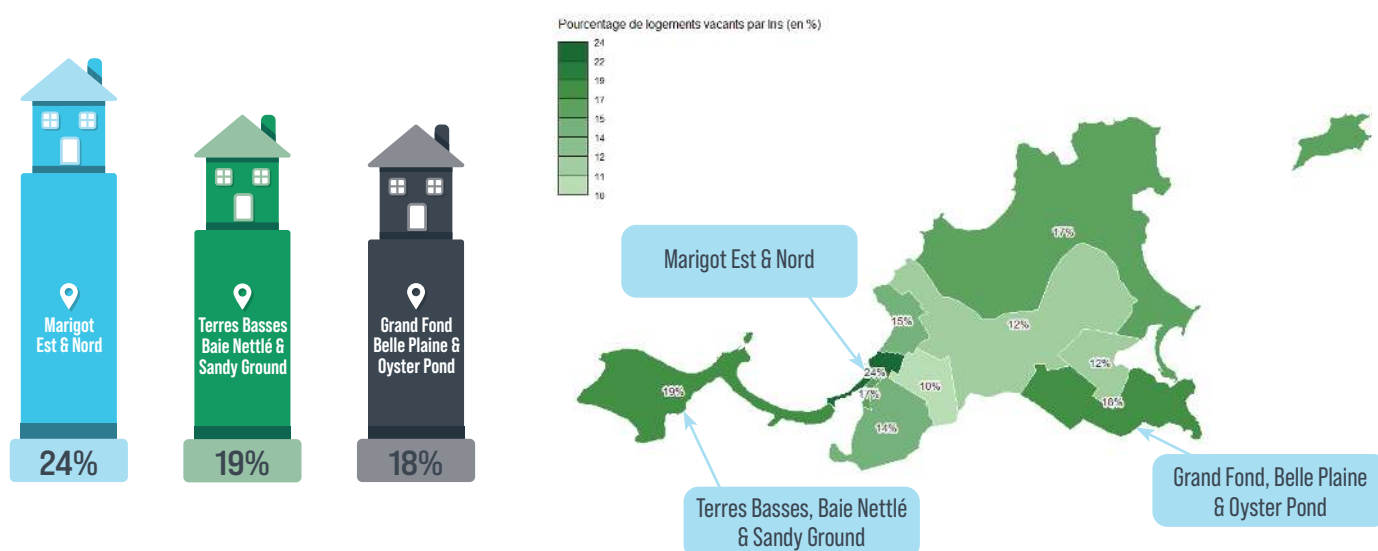 Pourcentage de logements vacants par Iris (en %)
24
22
19
17
15
14
12
11
10
Marigot
Est & Nord
24%
Terres Basses
Baie Nettlé &
Sandy Ground
19%
Grand Fond
Belle Plaine &
Oyster Pond
18%
Marigot Est & Nord
17%
15%
12%
24%
10%
12%
19%
17%
18%
14%
Terres Basses, Baie Nettlé
& Sandy Ground
Grand Fond, Belle Plaine
& Oyster Pond